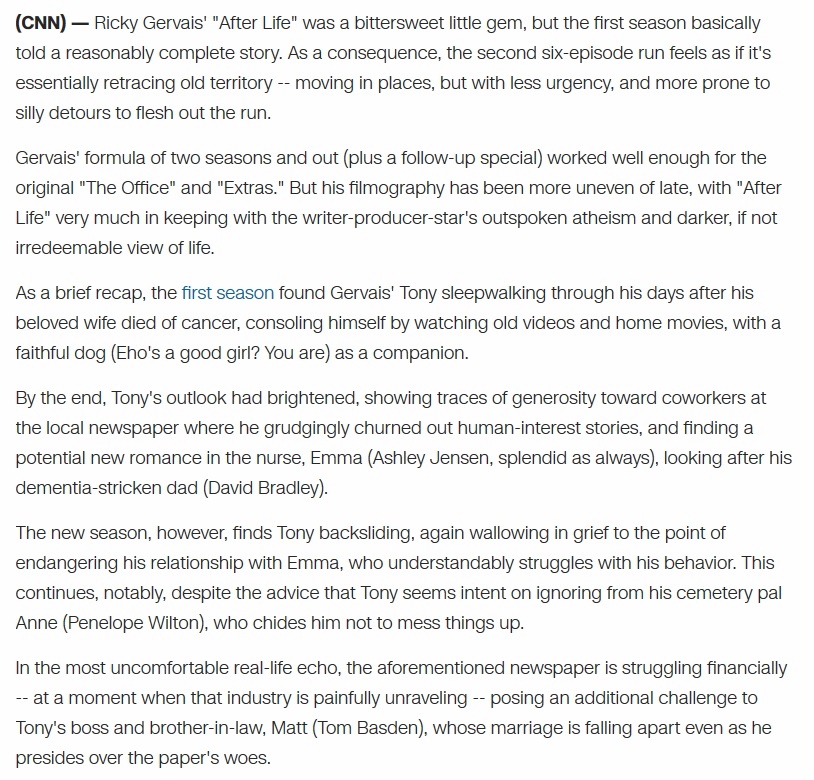 (CNN) — Ricky Gervais' "After Life" was a bittersweet little gem, but the first season basically
told a reasonably complete story. As a consequence, the second six-episode run feels as if it's
essentially retracing old territory -- moving in places, but with less urgency, and more prone to
silly detours to flesh out the run.
Gervais' formula of two seasons and out (plus a follow-up special) worked well enough for the
original "The Office" and "Extras." But his filmography has been more uneven of late, with "After
Life" very much in keeping with the writer-producer-star's outspoken atheism and darker, if not
irredeemable view of life.
As a brief recap, the first season found Gervais' Tony sleepwalking through his days after his
beloved wife died of cancer, consoling himself by watching old videos and home movies, with a
faithful dog (Eho's a good girl? You are) as a companion.
By the end, Tony's outlook had brightened, showing traces of generosity toward coworkers at
the local newspaper where he grudgingly churned out human-interest stories, and finding a
potential new romance in the nurse, Emma (Ashley Jensen, splendid as always), looking after his
dementia-stricken dad (David Bradley).
The new season, however, finds Tony backsliding, again wallowing in grief to the point of
endangering his relationship with Emma, who understandably struggles with his behavior. This
continues, notably, despite the advice that Tony seems intent on ignoring from his cemetery pal
Anne (Penelope Wilton), who chides him not to mess things up.
In the most uncomfortable real-life echo, the aforementioned newspaper is struggling financially
-- at a moment when that industry is painfully unraveling -- posing an additional challenge to
Tony's boss and brother-in-law, Matt (Tom Basden), whose marriage is falling apart even as he
presides over the paper's woes.